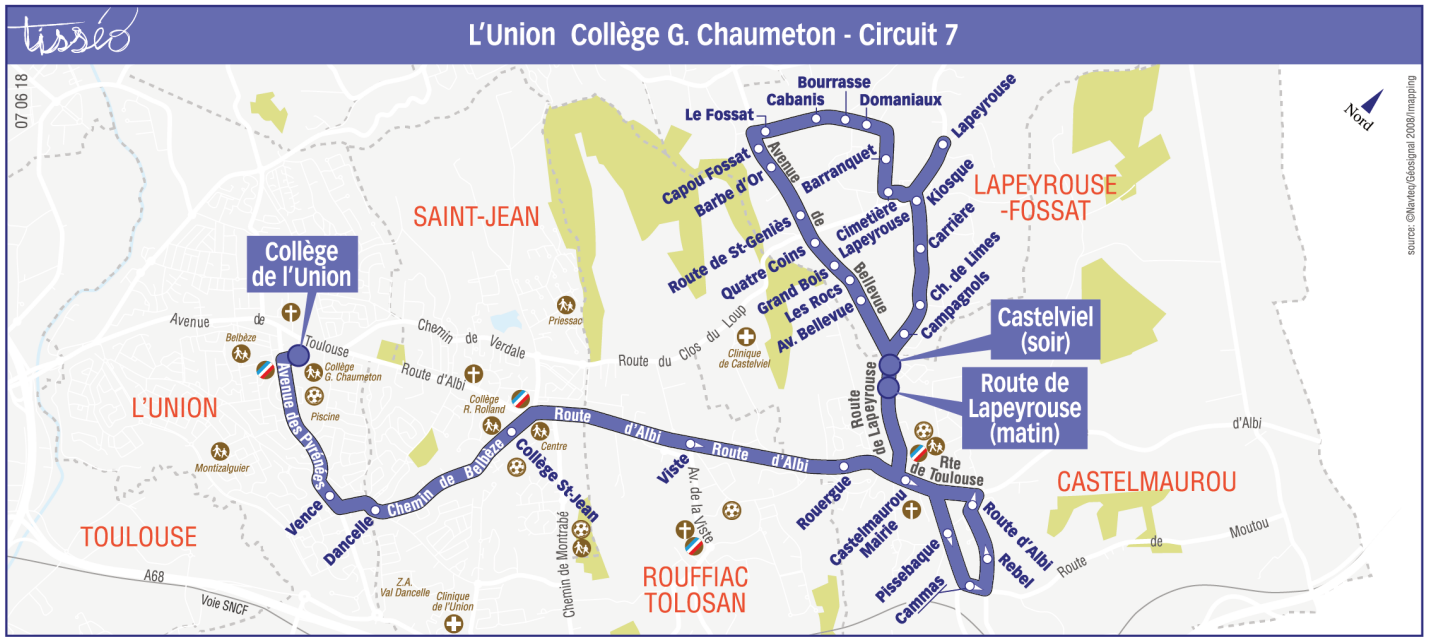 tisséo
L'Union Collège G. Chaumeton - Circuit 7
07 06 18
Nord
source: ©Navteq/Géosignal 2008/inmapping
Bourrasse
Cabanis
Domaniaux
Le Fossat
Lapeyrouse
Capou Fossat
Barbe d'Or
Avenue
de
Bellevue
Barranquet
Kiosque
LAPEYROUSE
-FOSSAT
SAINT-JEAN
Cimetière
Lapeyrouse
Carrière
Route de St-Geniès
Quatre Coins
Grand Bois
Les Rocs
Av. Bellevue
Ch. de Limes
Campagnols
Collège
de l'Union
Castelviel
(soir)
Route de
Lapeyrouse
(matin)
Priessac
Avenue
de
Toulouse
Belbèze
Collège
G. Chaumeton
Piscine
Chemin
de
Verdale
Route d'Albi
Route du Clos du Loup
Clinique
de Castelviel
Route
de Lapeyrouse
L'UNION
Montizalguier
Avenue des Pyrénées
Collège
R. Rolland
Centre
Route
d'Albi
Route
d'Albi
d'Albi
Rte
de Toulouse
Chemin de Belbèze
Collège St-Jean
Viste
Av. de la Viste
Rouergue
Castelmaurou
Mairie
CASTELMAUROU
Vence
Dancelle
TOULOUSE
Chemin de Montrabé
ROUFFIAC
TOLOSAN
Pissebaque
Cammas
Route d'Albi
Rebel
Route
de
Moutou
A68
Voie SNCF
Z.A.
Val Dancelle
Clinique
de l'Union